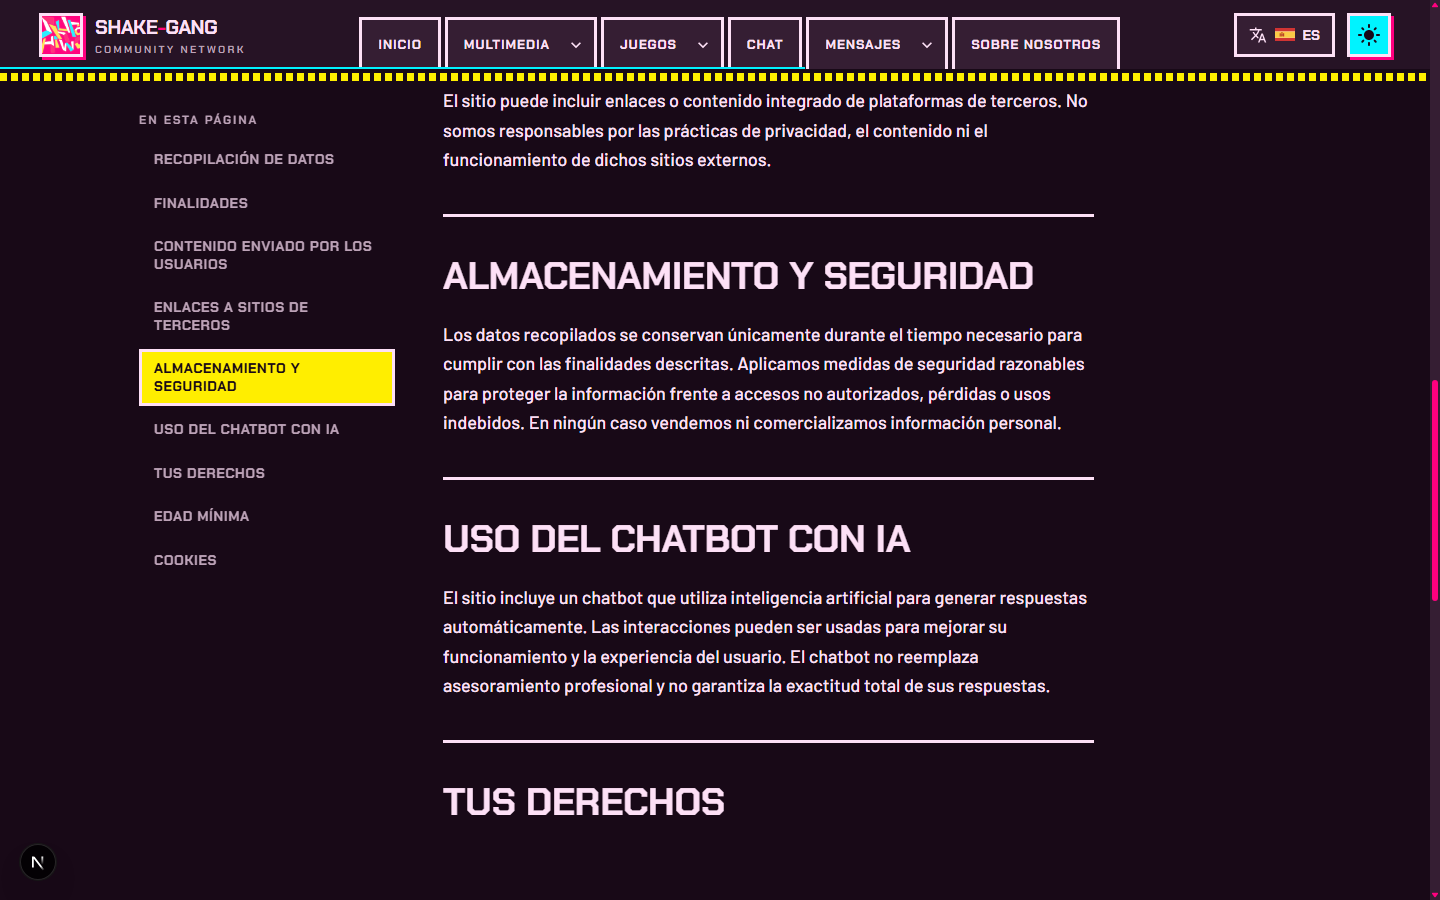 SHAKE-GANG
COMMUNITY NETWORK
INICIO
MULTIMEDIA
JUEGOS
CHAT
MENSAJES
SOBRE NOSOTROS
ES
EN ESTA PÁGINA
RECOPILACIÓN DE DATOS
FINALIDADES
CONTENIDO ENVIADO POR LOS
USUARIOS
ENLACES A SITIOS DE
TERCEROS
ALMACENAMIENTO Y
SEGURIDAD
USO DEL CHATBOT CON IA
TUS DERECHOS
EDAD MÍNIMA
COOKIES
El sitio puede incluir enlaces o contenido integrado de plataformas de terceros. No
somos responsables por las prácticas de privacidad, el contenido ni el
funcionamiento de dichos sitios externos.
ALMACENAMIENTO Y SEGURIDAD
Los datos recopilados se conservan únicamente durante el tiempo necesario para
cumplir con las finalidades descritas. Aplicamos medidas de seguridad razonables
para proteger la información frente a accesos no autorizados, pérdidas o usos
indebidos. En ningún caso vendemos ni comercializamos información personal.
USO DEL CHATBOT CON IA
El sitio incluye un chatbot que utiliza inteligencia artificial para generar respuestas
automáticamente. Las interacciones pueden ser usadas para mejorar su
funcionamiento y la experiencia del usuario. El chatbot no reemplaza
asesoramiento profesional y no garantiza la exactitud total de sus respuestas.
TUS DERECHOS
N